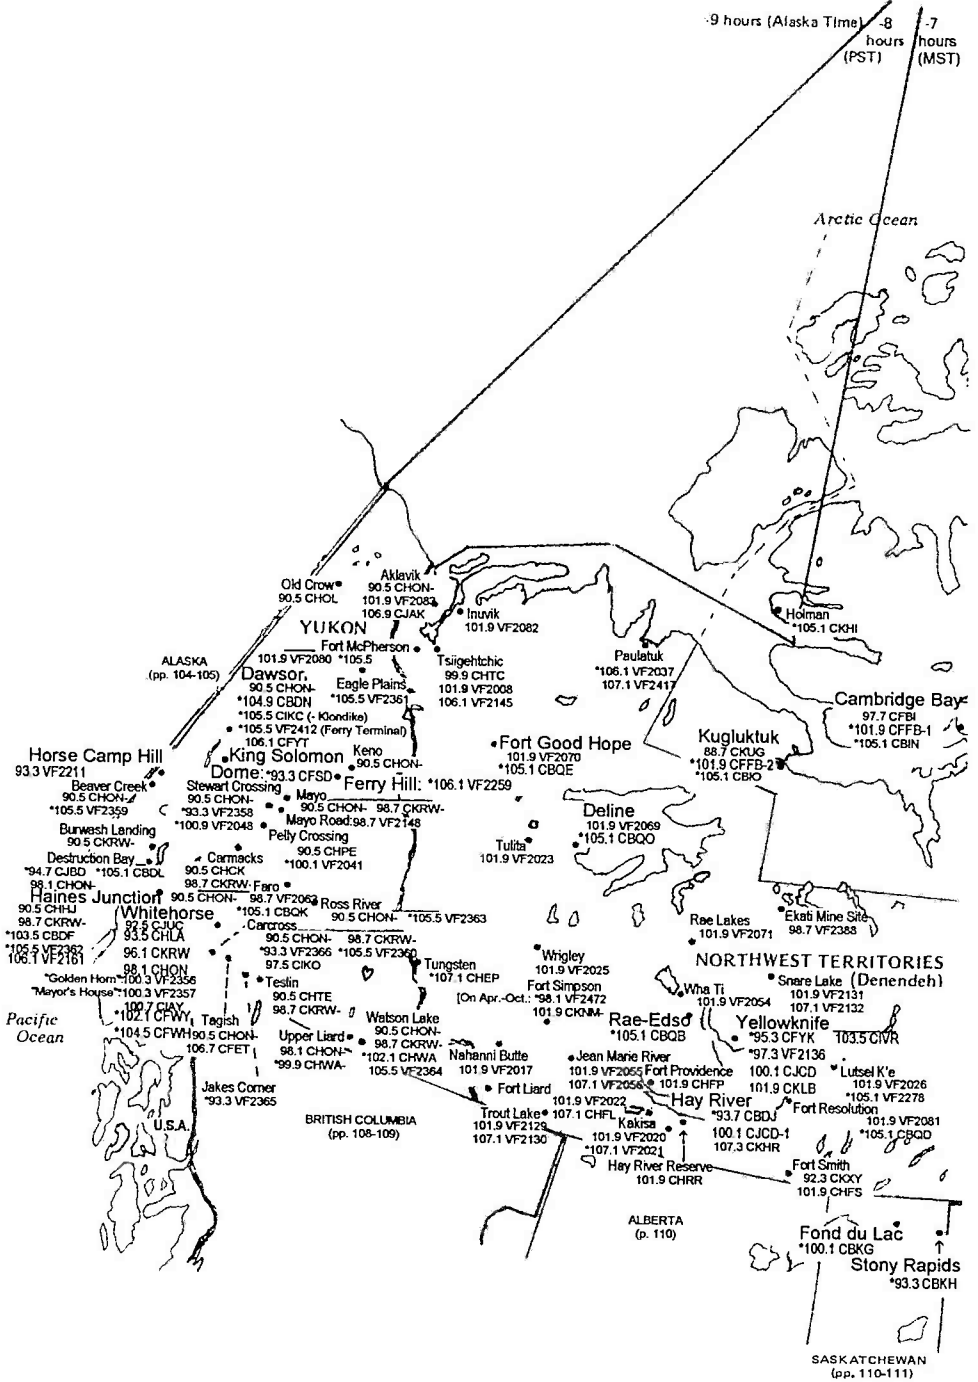 -9 hours (Alaska Time)
-8
hours
(PST)
-7
hours
(MST)
Arctic Ocean
Old Crow
90.5 CHOL
Aklavik
90.5 CHON-
101.9 VF2083
106.9 CJAK
Inuvik
101.9 VF2082
Holman
*105.1 CKHI
YUKON
Fort McPherson
101.9 VF2080 *105.5
ALASKA
(pp. 104-105)
Tsiigehtchic
99.9 CHTC
101.9 VF2008
106.1 VF2145
Paulatuk
*106.1 VF2037
107.1 VF2417
Dawson
90.5 CHON-
*104.9 CBDN
*105.5 CIKC (- Klondike)
*105.5 VF2412 (Ferry Terminal)
106.1 CFYT
Eagle Plains
*105.5 VF2361
Cambridge Bay
97.7 CFBI
*101.9 CFFB-1
*105.1 CBIN
Kugluktuk
88.7 CKUG
*101.9 CFFB-2
*105.1 CBIO
Horse Camp Hill
93.3 VF2211
Beaver Creek
90.5 CHON-
*105.5 VF2359
King Solomon
Dome: *93.3 CFSD
Keno
90.5 CHON-
Ferry Hill: *106.1 VF2259
Fort Good Hope
101.9 VF2070
*105.1 CBQE
Stewart Crossing
90.5 CHON-
*93.3 VF2358
*100.9 VF2048
Mayo
90.5 CHON- 98.7 CKRW-
Mayo Road: 98.7 VF2148
Deline
101.9 VF2069
*105.1 CBQO
Burwash Landing
90.5 CKRW-
Pelly Crossing
90.5 CHPE
*100.1 VF2041
Tulita
101.9 VF2023
Destruction Bay
*94.7 CJBD *105.1 CBDL
98.1 CHON-
Carmacks
90.5 CHCK
98.7 CKRW-
Faro
90.5 CHON- 98.7 VF2063
*105.1 CBQK
Ross River
90.5 CHON- *105.5 VF2363
Haines Junction
90.5 CHHJ
98.7 CKRW-
*103.5 CBDF
*105.5 VF2362
106.1 VF2161
Whitehorse
92.5 CJUC
93.5 CHLA
96.1 CKRW
98.1 CHON
"Golden Horn": 100.3 VF2356
"Mayor's House": 100.3 VF2357
100.7 CIAY
*102.1 CFWY
*104.5 CFWH
Carcross
90.5 CHON- 98.7 CKRW-
*93.3 VF2366 *105.5 VF2360
97.5 CIKO
Rae Lakes
101.9 VF2071
Ekati Mine Site
98.7 VF2388
Tungsten
*107.1 CHEP
Wrigley
101.9 VF2025
NORTHWEST TERRITORIES
(Denendeh)
Snare Lake
101.9 VF2131
107.1 VF2132
Testin
90.5 CHTE
98.7 CKRW-
Fort Simpson
[On Apr.-Oct.: *98.1 VF2472
101.9 CKNM-
Wha Ti
101.9 VF2054
Pacific
Ocean
Tagish
90.5 CHON-
106.7 CFET
Watson Lake
90.5 CHON-
98.7 CKRW-
*102.1 CHWA
*105.5 VF2364
Upper Liard
98.1 CHON-
*99.9 CHWA-
Rae-Edso
*105.1 CBQB
Yellowknife
*95.3 CFYK
*97.3 VF2136
100.1 CJCD
101.9 CKLB
103.5 CIVR
Nahanni Butte
101.9 VF2017
Jean Marie River
101.9 VF2055
107.1 VF2056
Fort Providence
101.9 CHFP
Lutsel K'e
101.9 VF2026
*105.1 VF2278
Jakes Corner
*93.3 VF2365
Fort Liard
101.9 VF2022
107.1 CHFL
Hay River
*93.7 CBDJ
100.1 CJCD-1
107.3 CKHR
Fort Resolution
101.9 VF2081
*105.1 CBQD
U.S.A.
BRITISH COLUMBIA
(pp. 108-109)
Trout Lake
101.9 VF2129
107.1 VF2130
Kakisa
101.9 VF2020
*107.1 VF2021
Hay River Reserve
101.9 CHRR
Fort Smith
92.3 CKXY
101.9 CHFS
ALBERTA
(p. 110)
Fond du Lac
*100.1 CBKG
Stony Rapids
*93.3 CBKH
SASKATCHEWAN
(pp. 110-111)